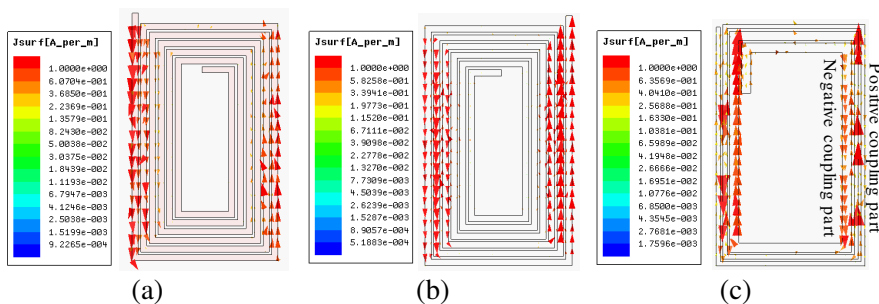 Jsurf[A_per_m]
1.0000e+000
6.0704e-001
3.6850e-001
2.2369e-001
1.3579e-001
8.2430e-002
5.0038e-002
3.0375e-002
1.8439e-002
1.1193e-002
6.7947e-003
4.1246e-003
2.5038e-003
1.5199e-003
9.2265e-004
(a)
Jsurf[A_per_m]
1.0000e+000
5.8258e-001
3.3941e-001
1.9773e-001
1.1520e-001
6.7111e-002
3.9098e-002
2.2778e-002
1.3270e-002
7.7309e-003
4.5039e-003
2.6239e-003
1.5287e-003
8.9057e-004
5.1883e-004
(b)
Jsurf[A_per_m]
1.0000e+000
6.3569e-001
4.0410e-001
2.5688e-001
1.6330e-001
1.0381e-001
6.5989e-002
4.1948e-002
2.6666e-002
1.6951e-002
1.0776e-002
6.8500e-003
4.3545e-003
2.7681e-003
1.7596e-003
Positive coupling part
Negative coupling part
(c)